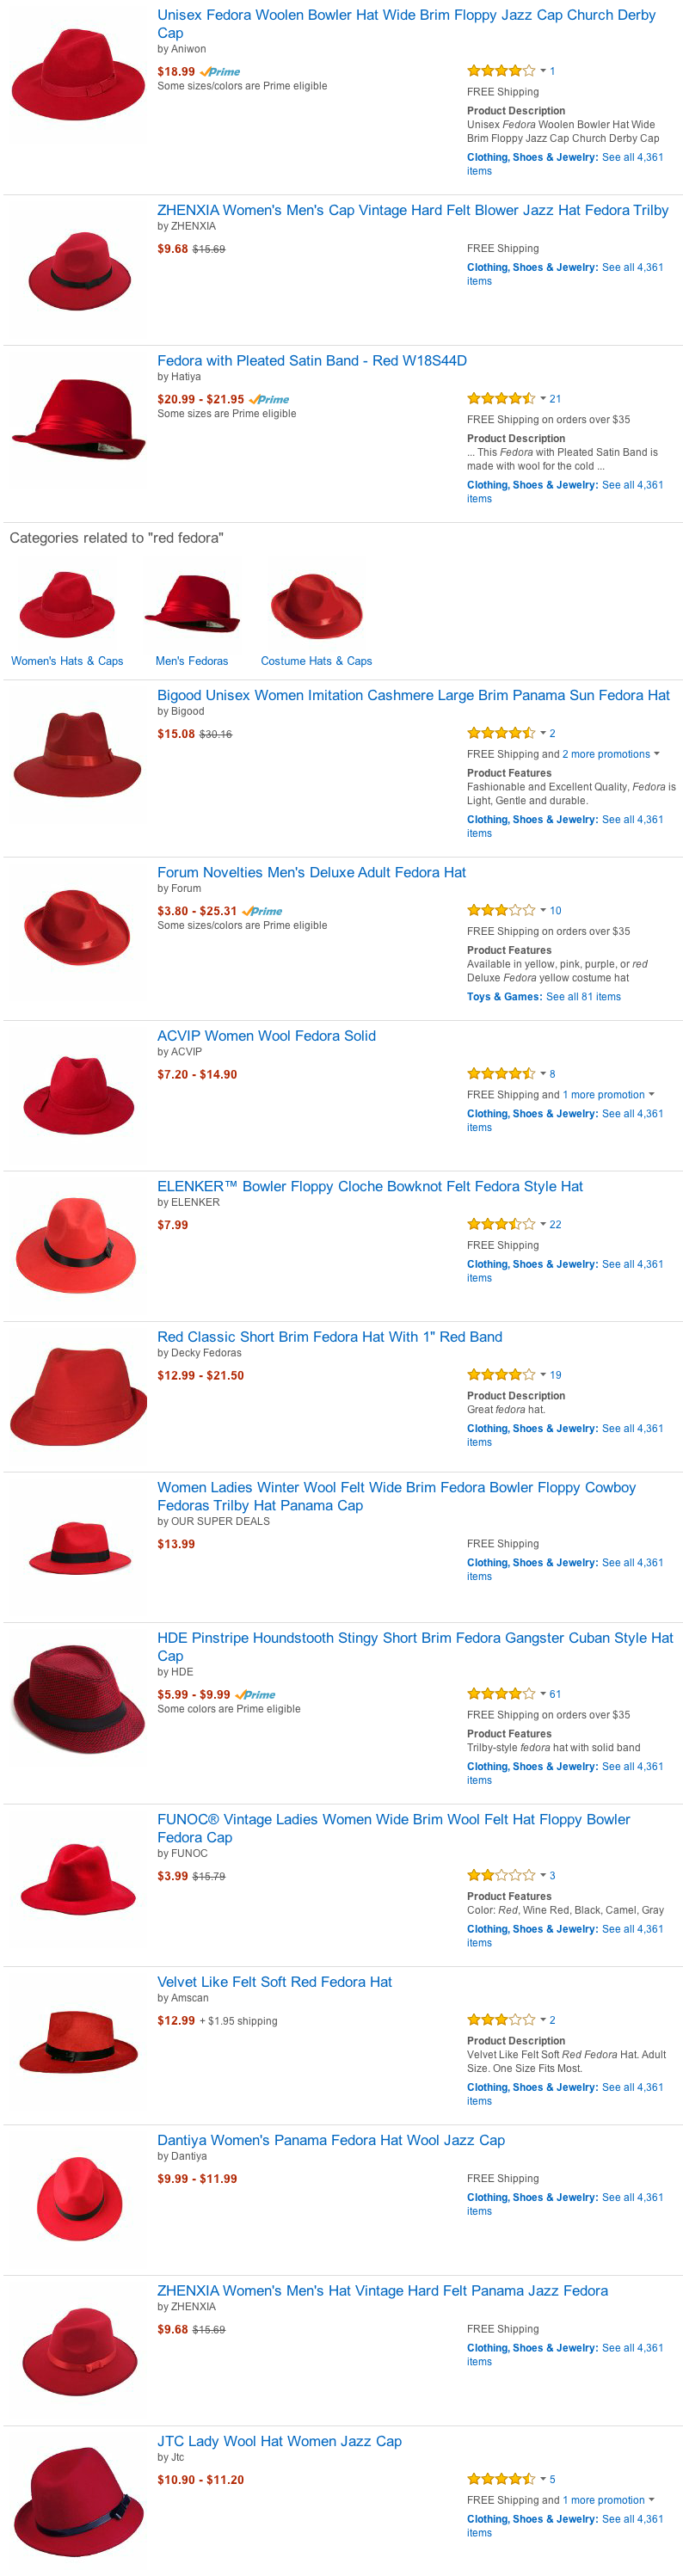 Unisex Fedora Woolen Bowler Hat Wide Brim Floppy Jazz Cap Church Derby
Cap
by Aniwon
$18.99 Prime
Some sizes/colors are Prime eligible
1
FREE Shipping
Product Description
Unisex Fedora Woolen Bowler Hat Wide
Brim Floppy Jazz Cap Church Derby Cap
Clothing, Shoes & Jewelry: See all 4,361
items
ZHENXIA Women's Men's Cap Vintage Hard Felt Blower Jazz Hat Fedora Trilby
by ZHENXIA
$9.68 $15.69
FREE Shipping
Clothing, Shoes & Jewelry: See all 4,361
items
Fedora with Pleated Satin Band - Red W18S44D
by Hatiya
$20.99 - $21.95 Prime
Some sizes are Prime eligible
21
FREE Shipping on orders over $35
Product Description
... This Fedora with Pleated Satin Band is
made with wool for the cold ...
Clothing, Shoes & Jewelry: See all 4,361
items
Categories related to "red fedora"
Women's Hats & Caps
Men's Fedoras
Costume Hats & Caps
Bigood Unisex Women Imitation Cashmere Large Brim Panama Sun Fedora Hat
by Bigood
$15.08 $30.16
2
FREE Shipping and 2 more promotions
Product Features
Fashionable and Excellent Quality, Fedora is
Light, Gentle and durable.
Clothing, Shoes & Jewelry: See all 4,361
items
Forum Novelties Men's Deluxe Adult Fedora Hat
by Forum
$3.80 - $25.31 Prime
Some sizes/colors are Prime eligible
10
FREE Shipping on orders over $35
Product Features
Available in yellow, pink, purple, or red
Deluxe Fedora yellow costume hat
Toys & Games: See all 81 items
ACVIP Women Wool Fedora Solid
by ACVIP
$7.20 - $14.90
8
FREE Shipping and 1 more promotion
Clothing, Shoes & Jewelry: See all 4,361
items
ELENKER™ Bowler Floppy Cloche Bowknot Felt Fedora Style Hat
by ELENKER
$7.99
22
FREE Shipping
Clothing, Shoes & Jewelry: See all 4,361
items
Red Classic Short Brim Fedora Hat With 1" Red Band
by Decky Fedoras
$12.99 - $21.50
19
Product Description
Great fedora hat.
Clothing, Shoes & Jewelry: See all 4,361
items
Women Ladies Winter Wool Felt Wide Brim Fedora Bowler Floppy Cowboy
Fedoras Trilby Hat Panama Cap
by OUR SUPER DEALS
$13.99
FREE Shipping
Clothing, Shoes & Jewelry: See all 4,361
items
HDE Pinstripe Houndstooth Stingy Short Brim Fedora Gangster Cuban Style Hat
Cap
by HDE
$5.99 - $9.99 Prime
Some colors are Prime eligible
61
FREE Shipping on orders over $35
Product Features
Trilby-style fedora hat with solid band
Clothing, Shoes & Jewelry: See all 4,361
items
FUNOC® Vintage Ladies Women Wide Brim Wool Felt Hat Floppy Bowler
Fedora Cap
by FUNOC
$3.99 $15.79
3
Product Features
Color: Red, Wine Red, Black, Camel, Gray
Clothing, Shoes & Jewelry: See all 4,361
items
Velvet Like Felt Soft Red Fedora Hat
by Amscan
$12.99 + $1.95 shipping
2
Product Description
Velvet Like Felt Soft Red Fedora Hat. Adult
Size. One Size Fits Most.
Clothing, Shoes & Jewelry: See all 4,361
items
Dantiya Women's Panama Fedora Hat Wool Jazz Cap
by Dantiya
$9.99 - $11.99
FREE Shipping
Clothing, Shoes & Jewelry: See all 4,361
items
ZHENXIA Women's Men's Hat Vintage Hard Felt Panama Jazz Fedora
by ZHENXIA
$9.68 $15.69
FREE Shipping
Clothing, Shoes & Jewelry: See all 4,361
items
JTC Lady Wool Hat Women Jazz Cap
by Jtc
$10.90 - $11.20
5
FREE Shipping and 1 more promotion
Clothing, Shoes & Jewelry: See all 4,361
items